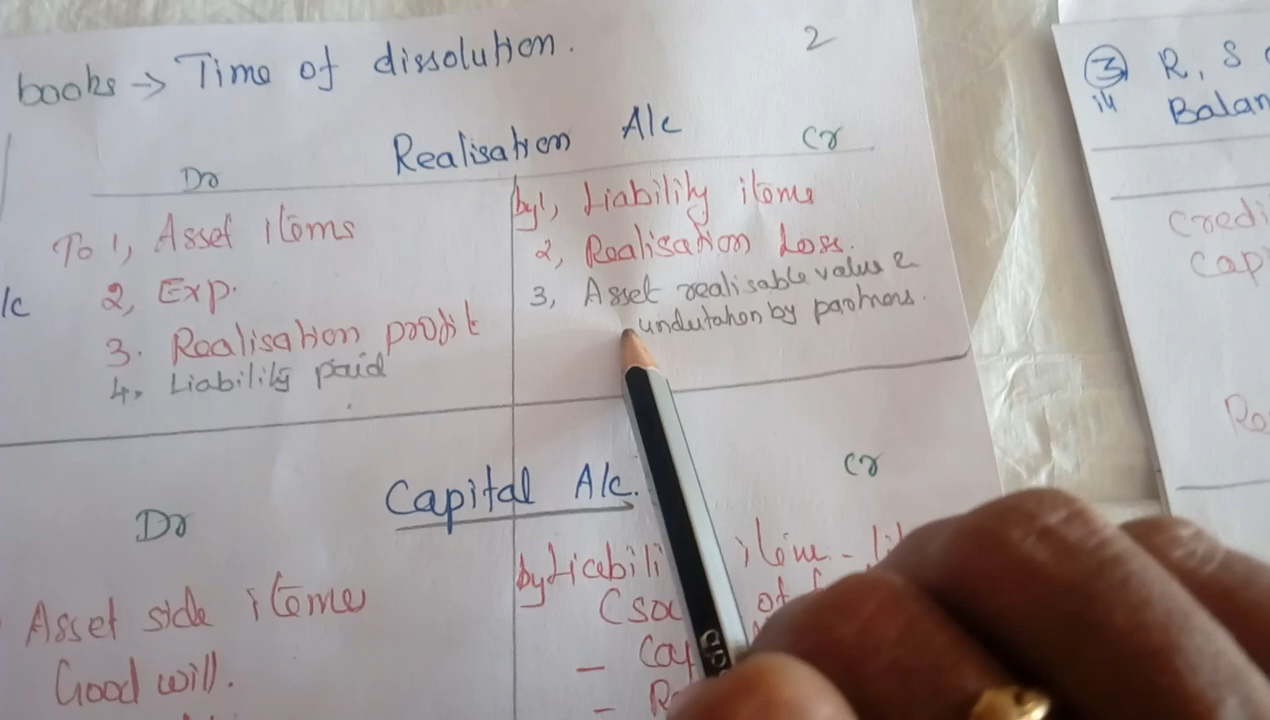 books → Time of dissolution.
2
Realisation A/c
Dr
Cr
To 1, Asset items
2, Exp.
3. Realisation profit
4. Liability paid
by 1, Liability items
2, Realisation Loss.
3, Asset realisable value &
undertaken by partners.
/c
Capital A/c.
Dr
Cr
Asset side items
Good will.
by Liabili
of
- Cap
3 R, S
Balan
Credi
Cap